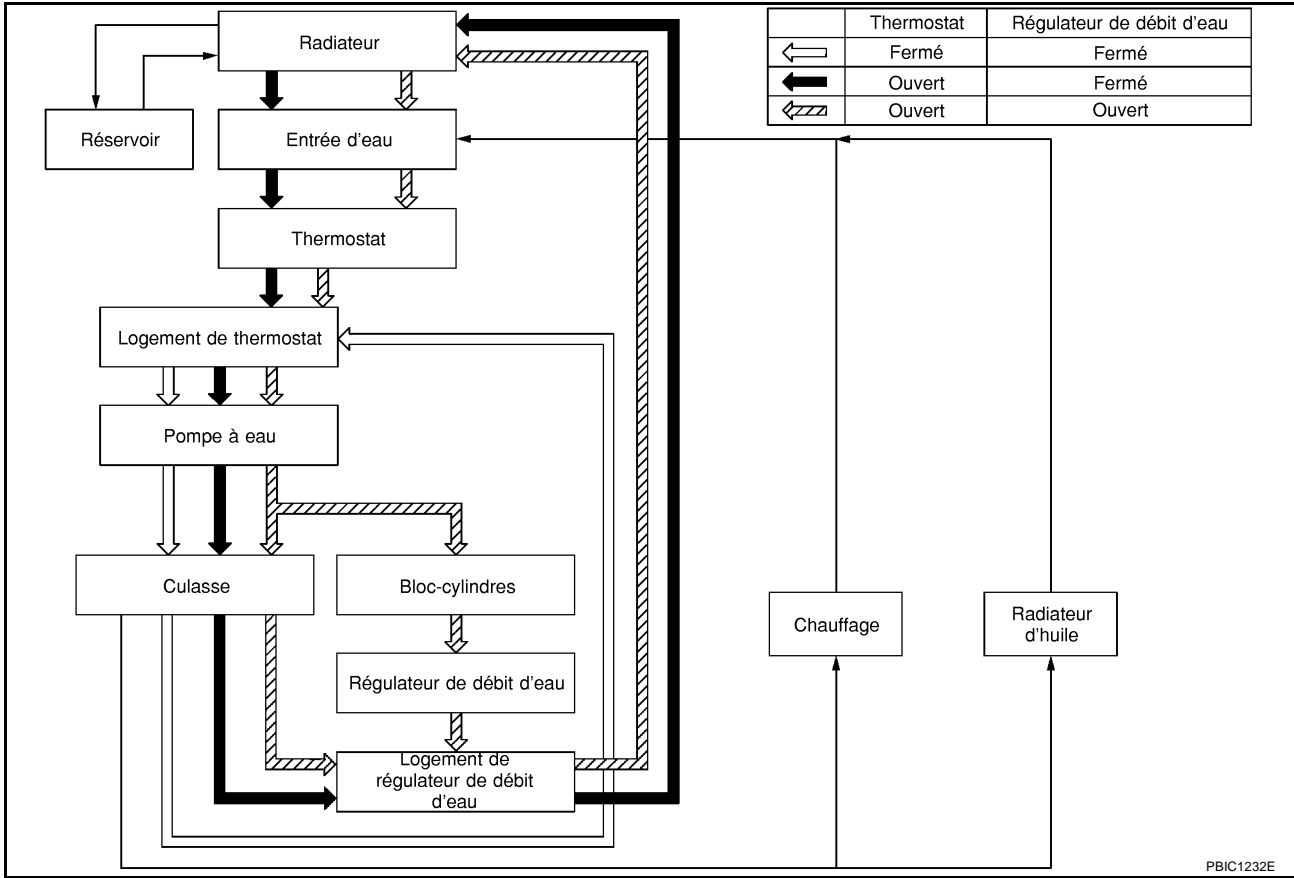 Thermostat Régulateur de débit d'eau
Fermé Fermé
Ouvert Fermé
Ouvert Ouvert
Radiateur
Réservoir
Entrée d'eau
Thermostat
Logement de thermostat
Pompe à eau
Culasse
Bloc-cylindres
Régulateur de débit d'eau
Logement de
régulateur de débit
d'eau
Chauffage
Radiateur
d'huile
PBIC1232E